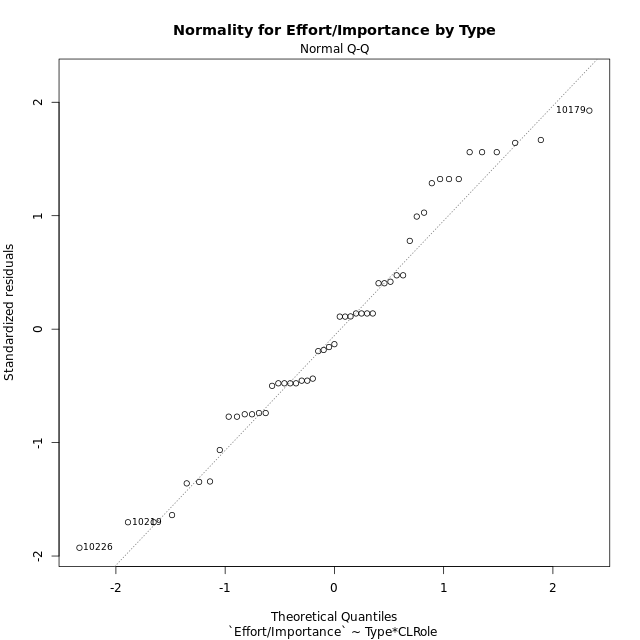 Normality for Effort/Importance by Type
Normal Q-Q
2
1
0
-1
-2
Standardized residuals
10179
10219
10226
-2 -1 0 1 2
Theoretical Quantiles
`Effort/Importance` ~ Type*CLRole